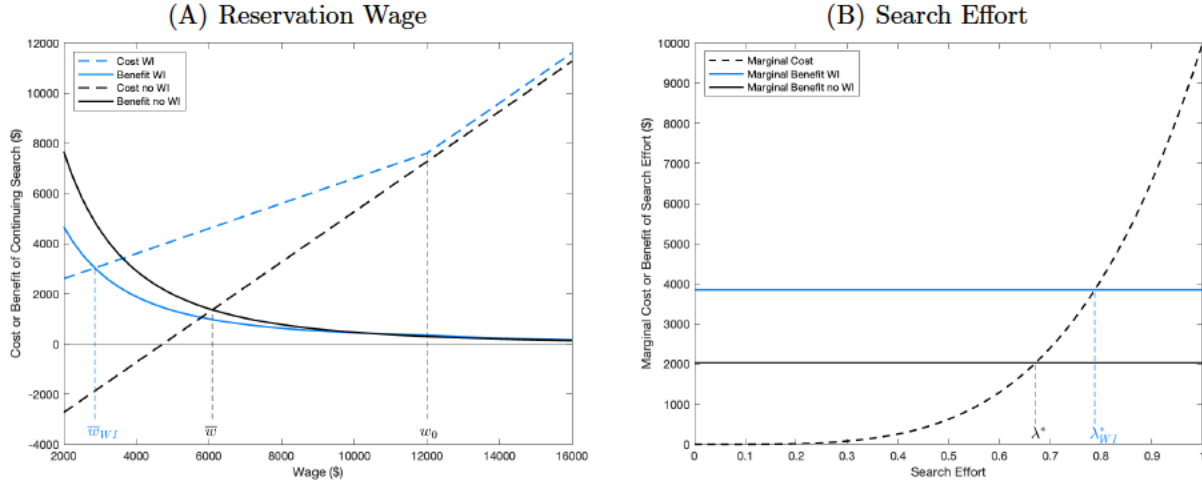 (A) Reservation Wage
12000
10000
8000
6000
4000
2000
0
-2000
-4000
Cost or Benefit of Continuing Search ($)
Cost WI
Benefit WI
Cost no WI
Benefit no WI
w̅_WI
w̅
w₀
2000 4000 6000 8000 10000 12000 14000 16000
Wage ($)
(B) Search Effort
10000
9000
8000
7000
6000
5000
4000
3000
2000
1000
0
Marginal Cost or Benefit of Search Effort ($)
Marginal Cost
Marginal Benefit WI
Marginal Benefit no WI
λ*
λ*_WI
0 0.1 0.2 0.3 0.4 0.5 0.6 0.7 0.8 0.9 1
Search Effort